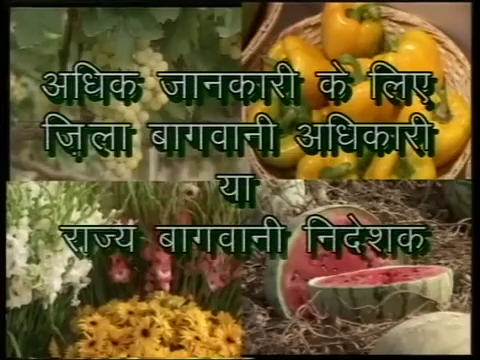 अधिक जानकारी के लिए
ज़िला बागवानी अधिकारी
या
राज्य बागवानी निदेशक